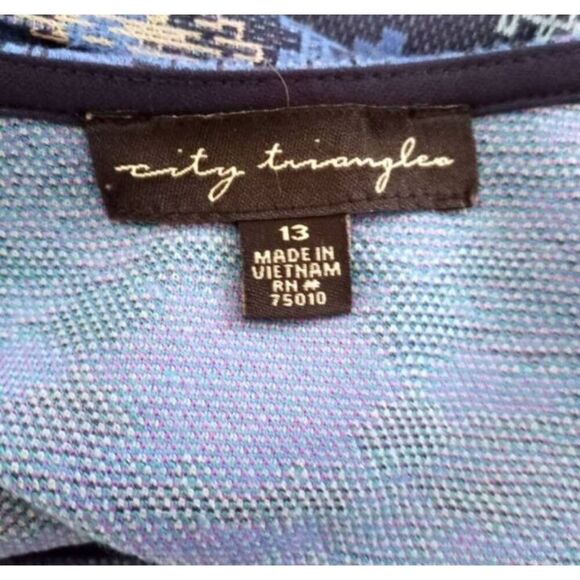 city triangles
13
MADE IN
VIETNAM
RN #
75010